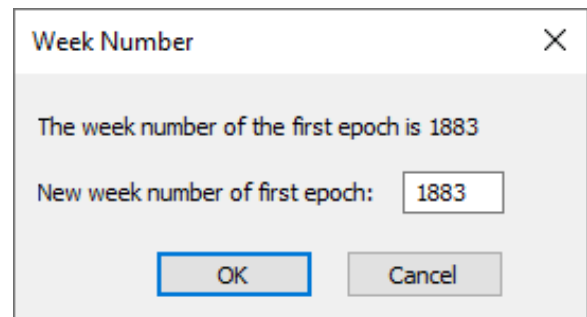 Week Number
The week number of the first epoch is 1883
New week number of first epoch: 1883
OK Cancel